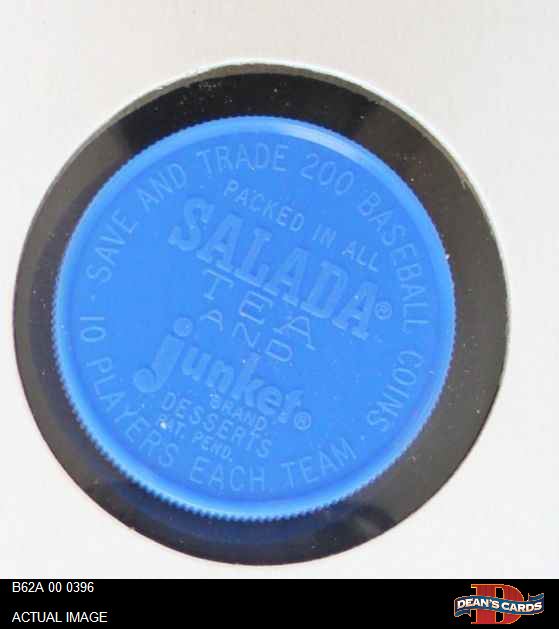 SAVE AND TRADE 200 BASEBALL COINS ·
10 PLAYERS EACH TEAM ·
PACKED IN ALL
SALADA®
TEA
AND
junket®
BRAND
DESSERTS
PAT. PEND.
B62A 00 0396
ACTUAL IMAGE
D
DEAN'S CARDS